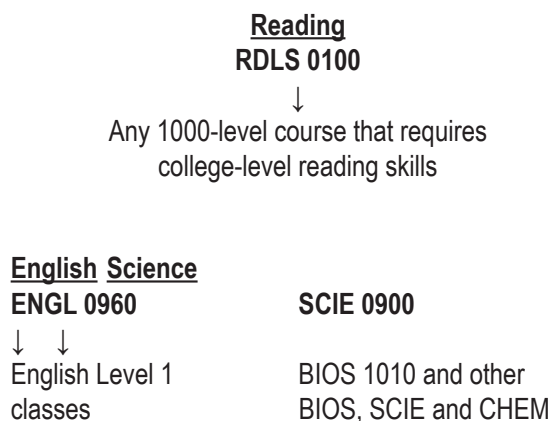 Reading
RDLS 0100
↓
Any 1000-level course that requires
college-level reading skills
English Science
ENGL 0960 SCIE 0900
↓ ↓
English Level 1 BIOS 1010 and other
classes BIOS, SCIE and CHEM